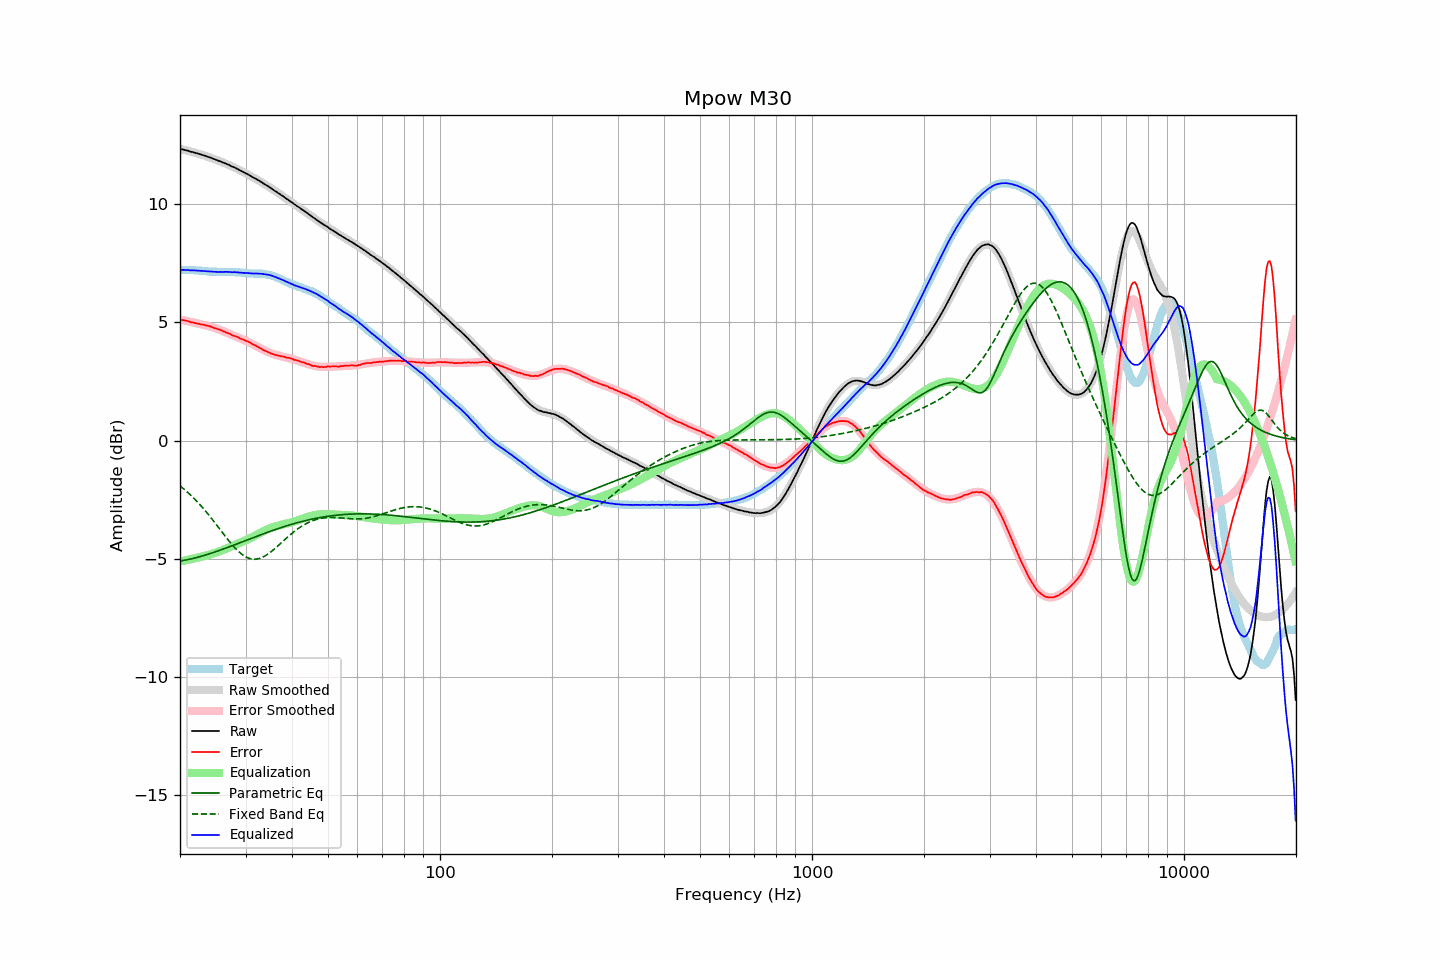 Mpow M30
Amplitude (dBr)
10
5
0
−5
−10
−15
Target
Raw Smoothed
Error Smoothed
Raw
Error
Equalization
Parametric Eq
Fixed Band Eq
Equalized
100
1000
10000
Frequency (Hz)